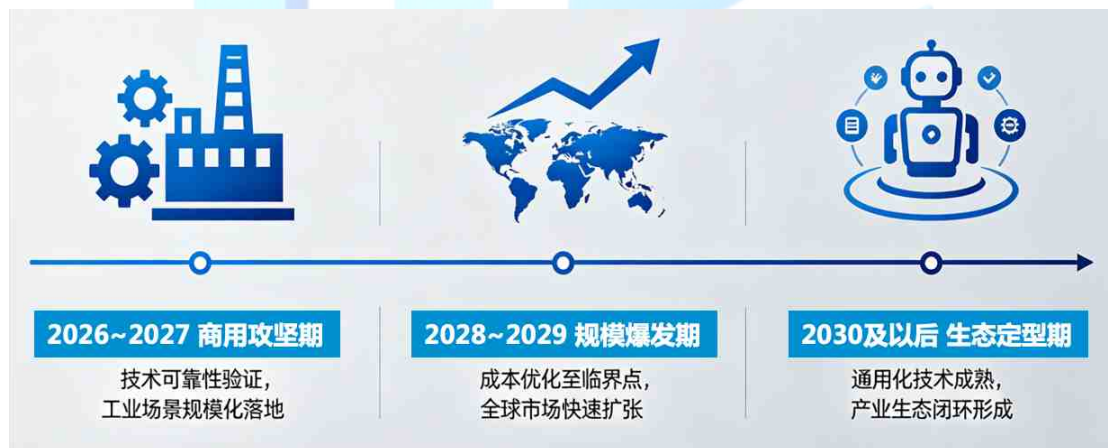 2026~2027 商用攻坚期
技术可靠性验证，
工业场景规模化落地
2028~2029 规模爆发期
成本优化至临界点，
全球市场快速扩张
2030及以后 生态定型期
通用化技术成熟，
产业生态闭环形成